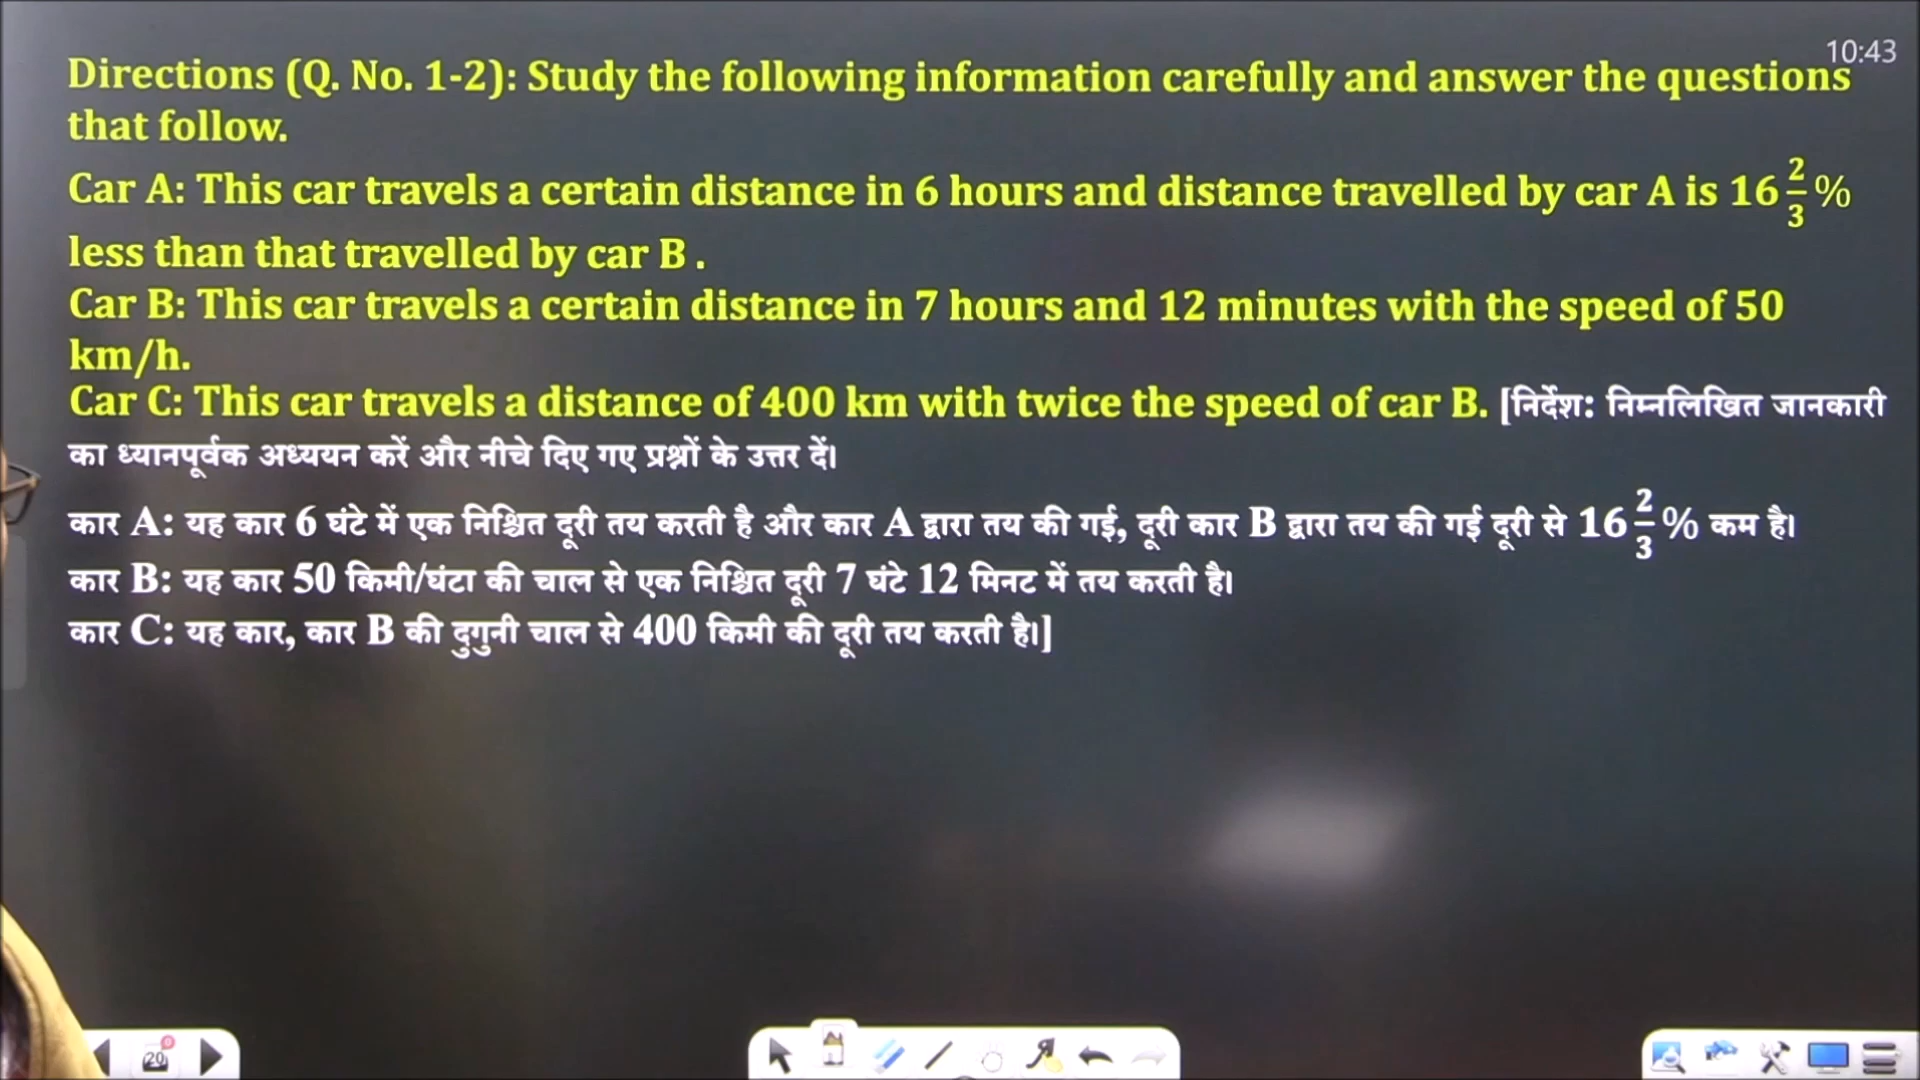 10:43
Directions (Q. No. 1-2): Study the following information carefully and answer the questions
that follow.
Car A: This car travels a certain distance in 6 hours and distance travelled by car A is 16 2/3 %
less than that travelled by car B .
Car B: This car travels a certain distance in 7 hours and 12 minutes with the speed of 50
km/h.
Car C: This car travels a distance of 400 km with twice the speed of car B. [निर्देश: निम्नलिखित जानकारी
का ध्यानपूर्वक अध्ययन करें और नीचे दिए गए प्रश्नों के उत्तर दें।
कार A: यह कार 6 घंटे में एक निश्चित दूरी तय करती है और कार A द्वारा तय की गई, दूरी कार B द्वारा तय की गई दूरी से 16 2/3 % कम है।
कार B: यह कार 50 किमी/घंटा की चाल से एक निश्चित दूरी 7 घंटे 12 मिनट में तय करती है।
कार C: यह कार, कार B की दुगुनी चाल से 400 किमी की दूरी तय करती है।]
20